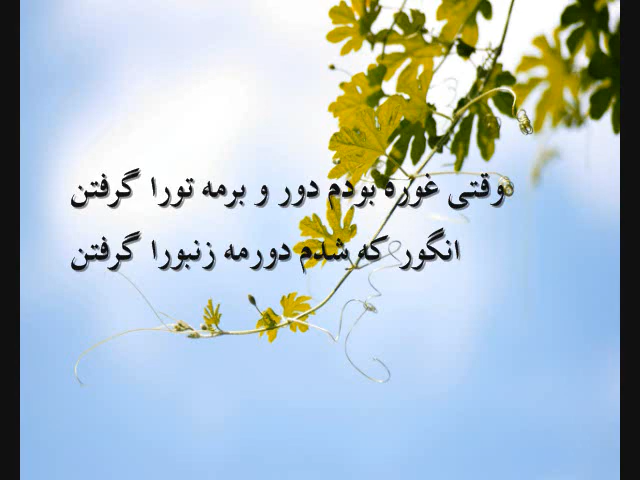 وقتی غوره بودم دور و برمه تورا گرفتن
انگور که شدم دورمه زنبورا گرفتن